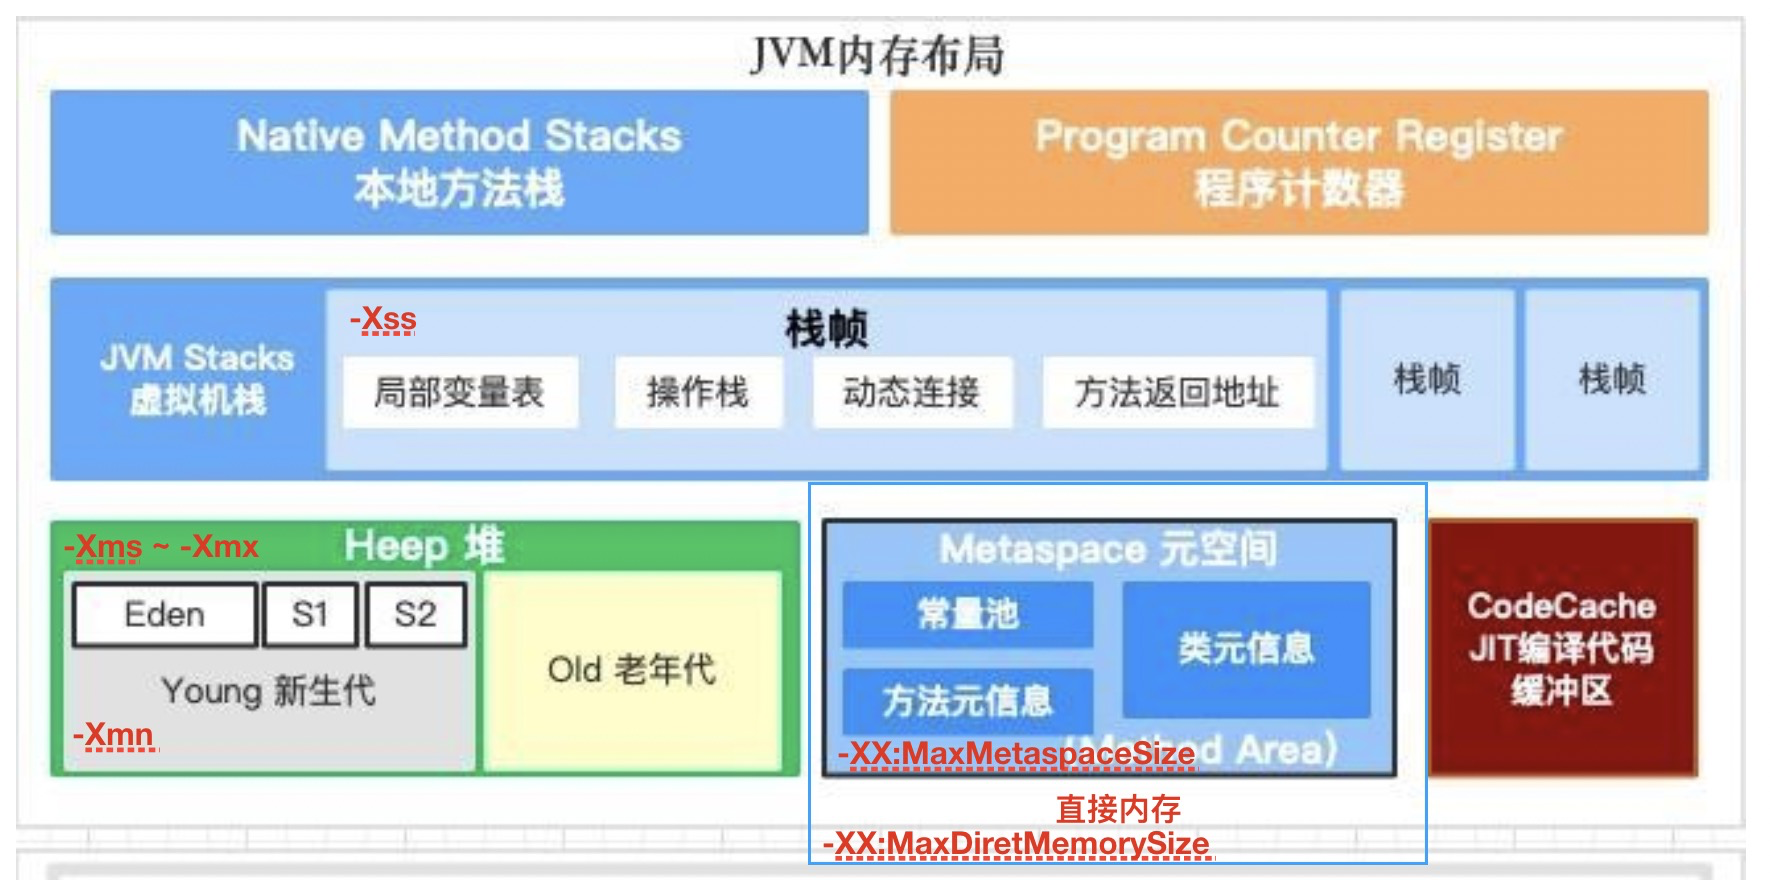 JVM内存布局
Native Method Stacks
本地方法栈
Program Counter Register
程序计数器
JVM Stacks
虚拟机栈
-Xss
栈帧
局部变量表
操作栈
动态连接
方法返回地址
栈帧
栈帧
-Xms ~ -Xmx
Heep 堆
Eden
S1
S2
Young 新生代
-Xmn
Old 老年代
Metaspace 元空间
常量池
方法元信息
类元信息
(Method Area)
-XX:MaxMetaspaceSize
直接内存
-XX:MaxDiretMemorySize
CodeCache
JIT编译代码
缓冲区